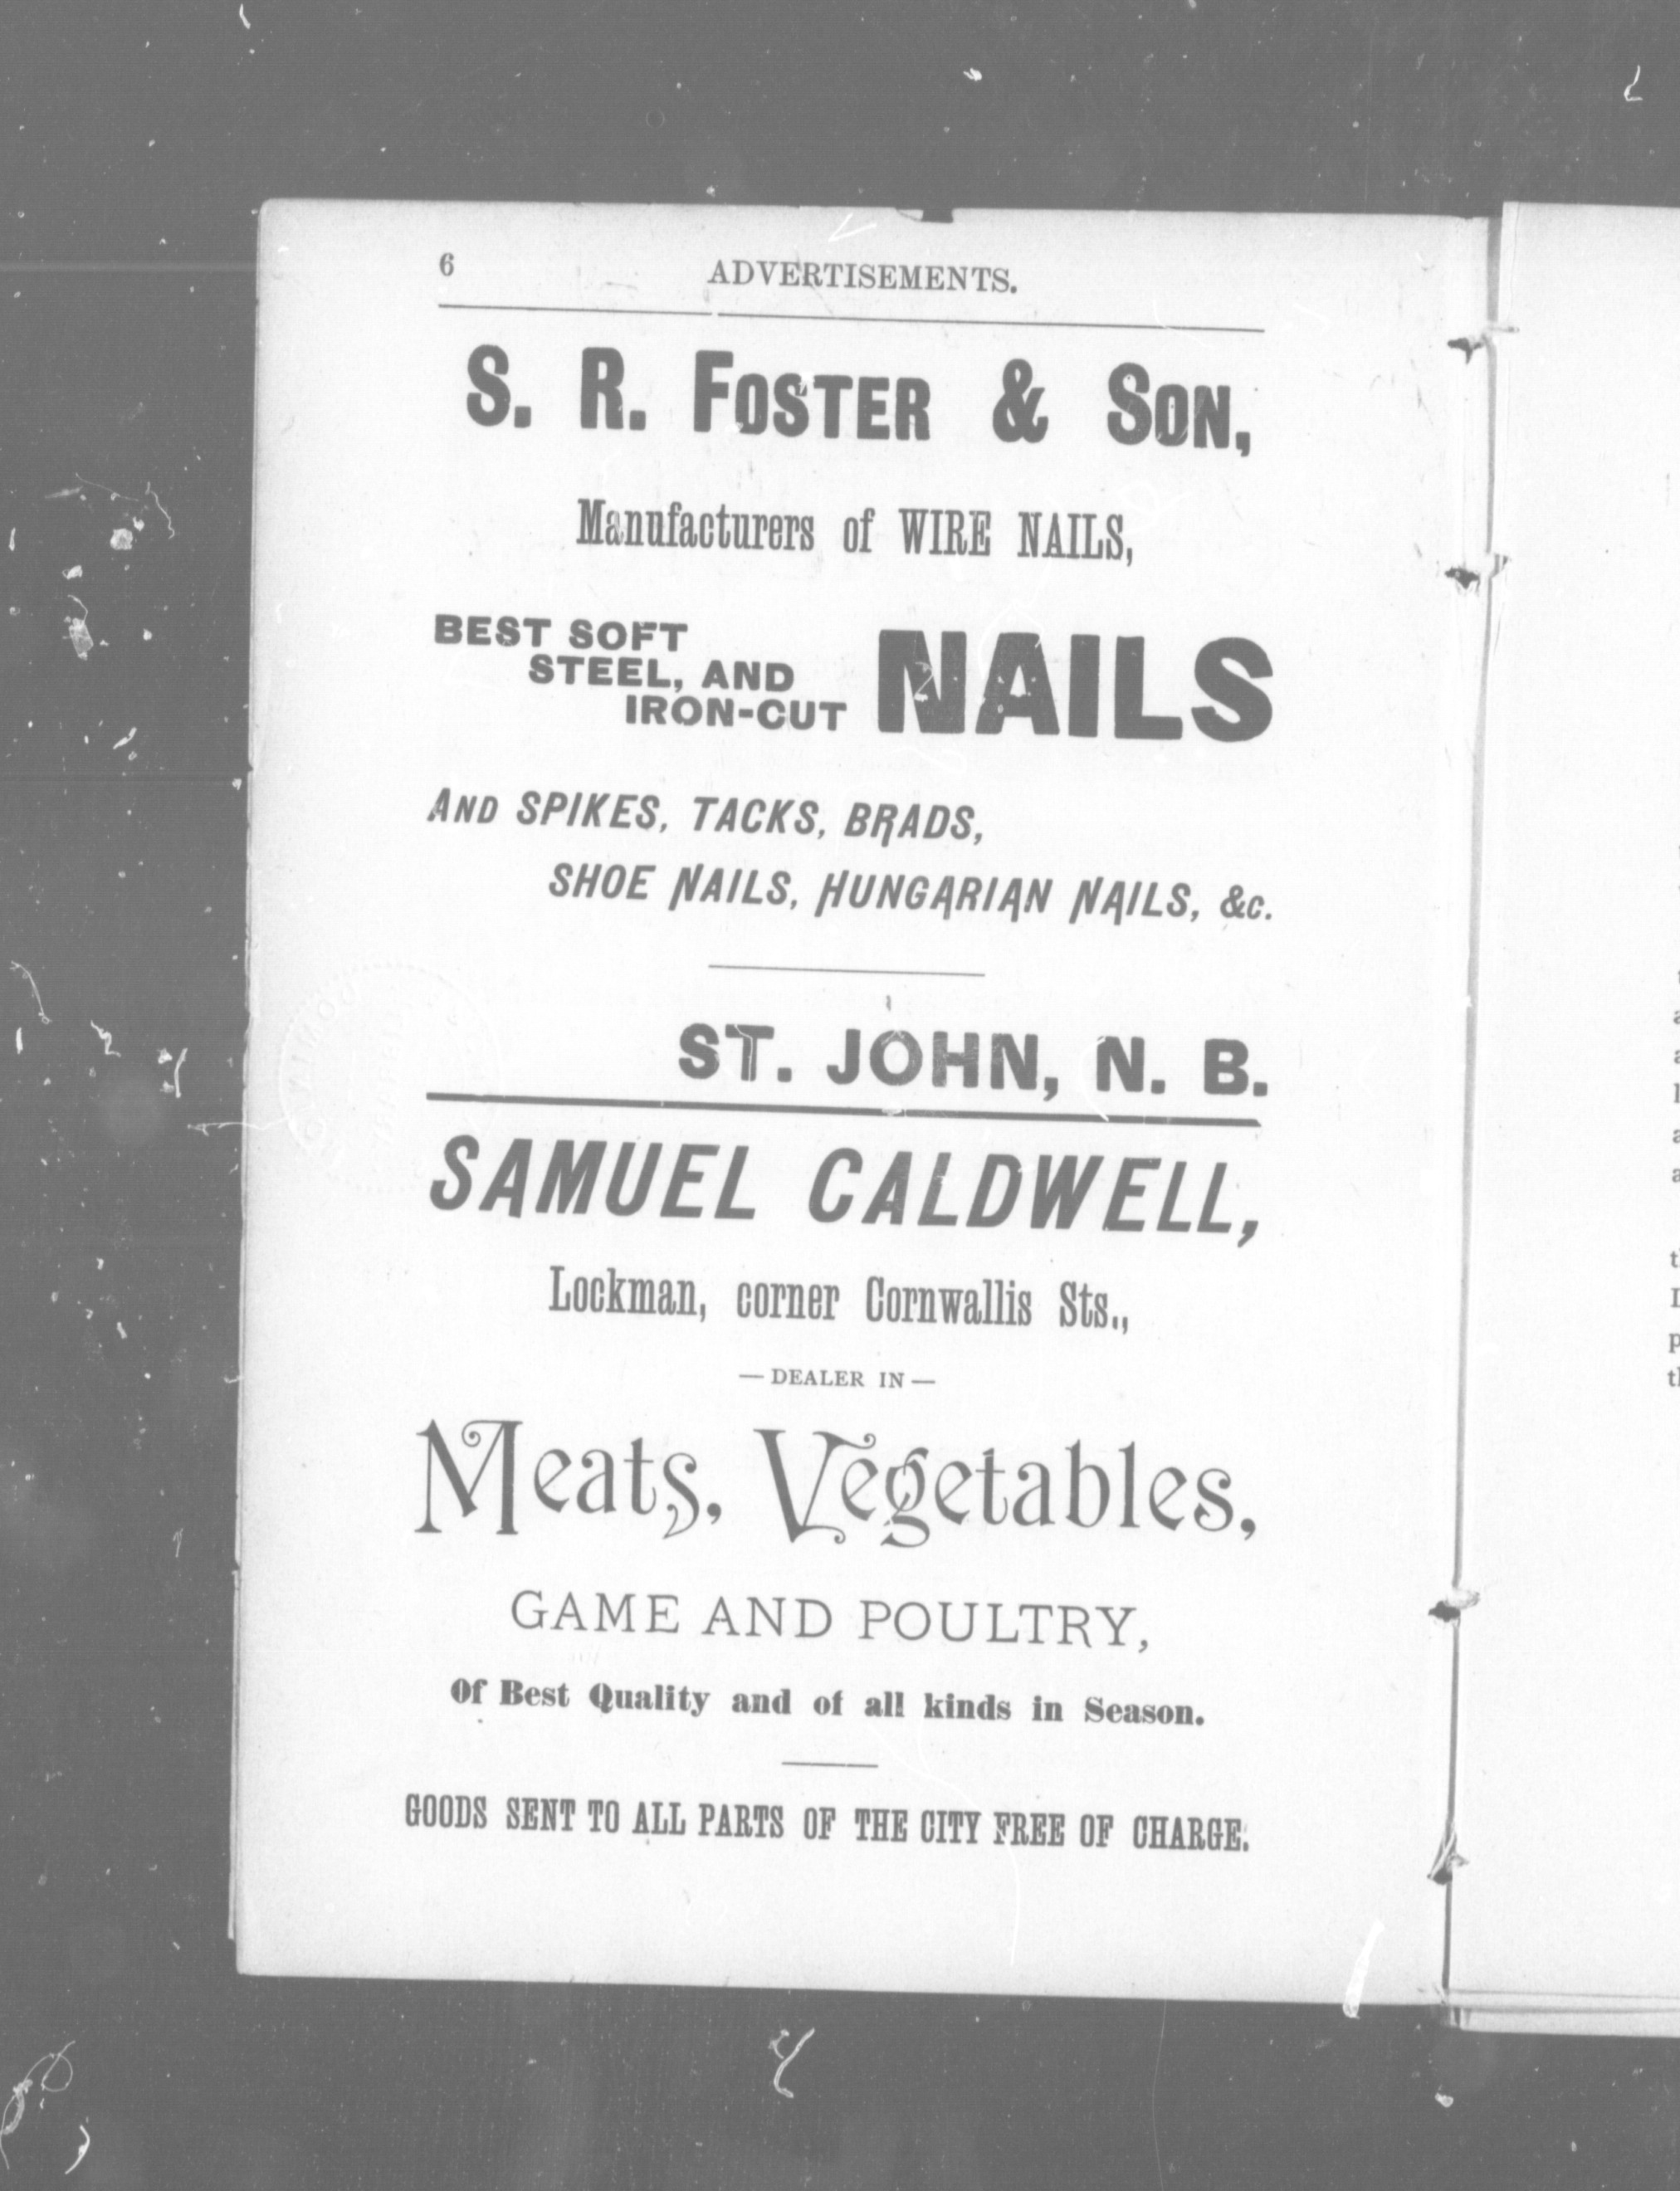 6
ADVERTISEMENTS.
S. R. FOSTER & SON,
Manufacturers of WIRE NAILS,
BEST SOFT
STEEL, AND
IRON-CUT
NAILS
AND SPIKES, TACKS, BRADS,
SHOE NAILS, HUNGARIAN NAILS, &c.
ST. JOHN, N. B.
SAMUEL CALDWELL,
Lockman, corner Cornwallis Sts.,
— DEALER IN —
Meats, Vegetables,
GAME AND POULTRY,
Of Best Quality and of all kinds in Season.
GOODS SENT TO ALL PARTS OF THE CITY FREE OF CHARGE.